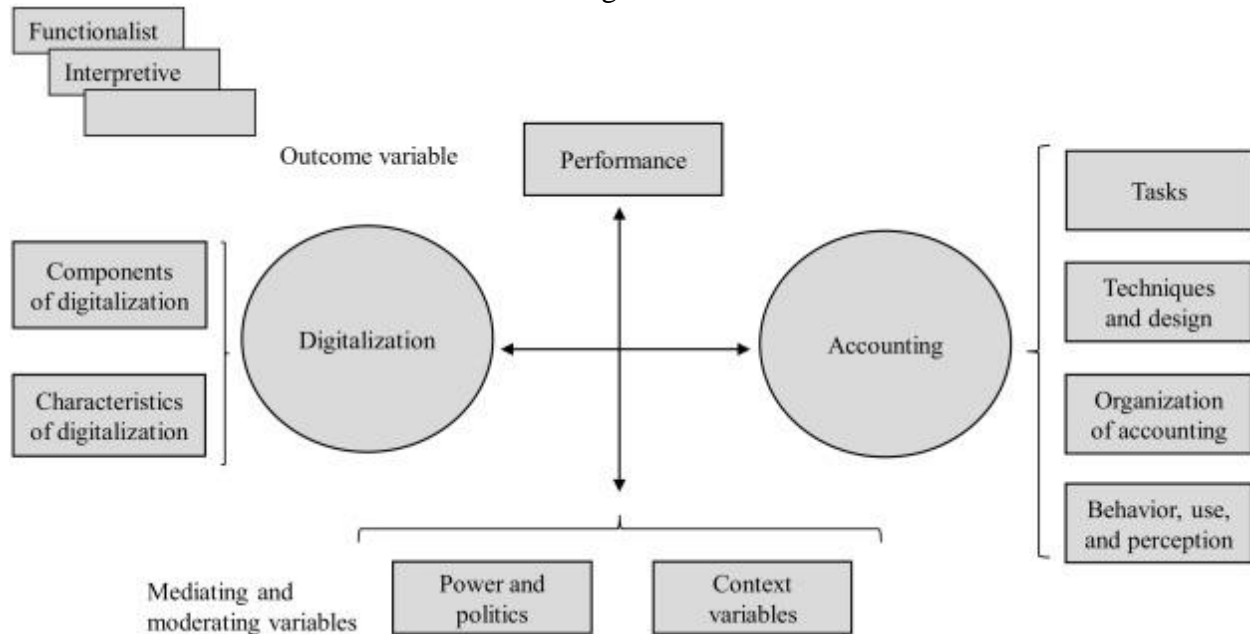 Functionalist
Interpretive
Outcome variable
Performance
Components
of digitalization
Characteristics
of digitalization
Digitalization
Accounting
Tasks
Techniques
and design
Organization
of accounting
Behavior, use,
and perception
Mediating and
moderating variables
Power and
politics
Context
variables